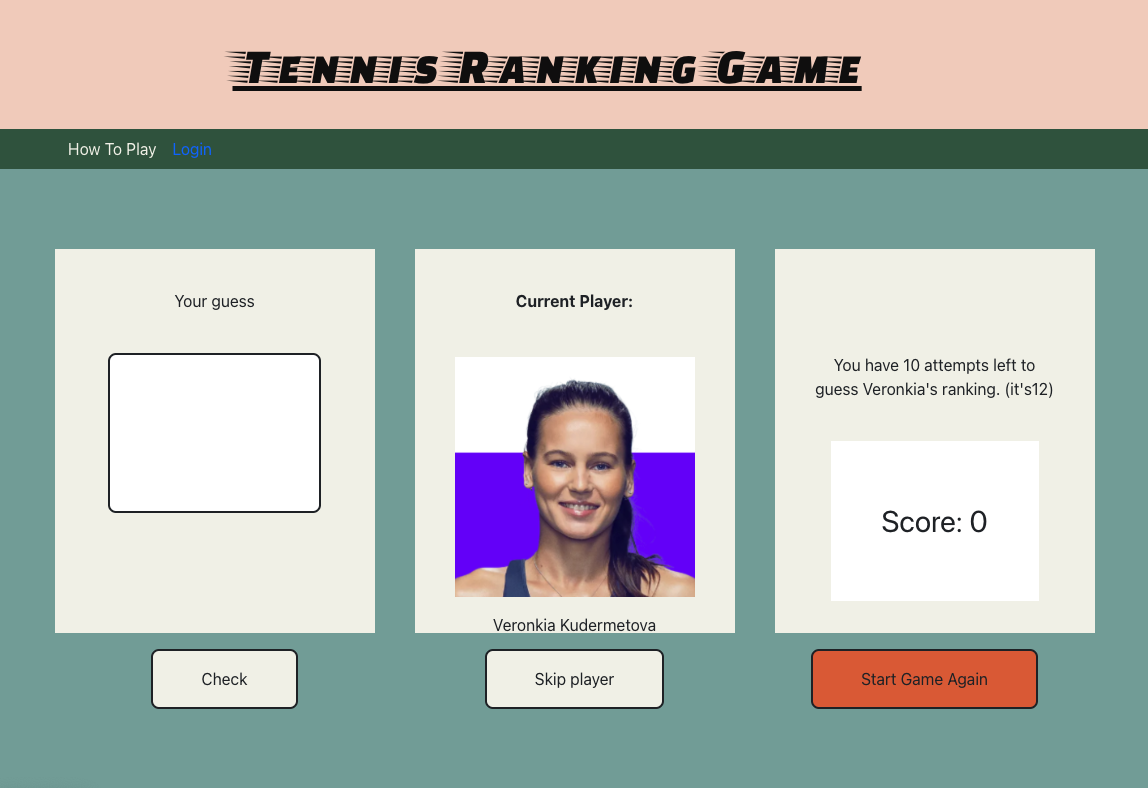 Tennis Ranking Game
How To Play Login
Your guess
Current Player:
Veronkia Kudermetova
You have 10 attempts left to
guess Veronkia's ranking. (it's12)
Score: 0
Check
Skip player
Start Game Again